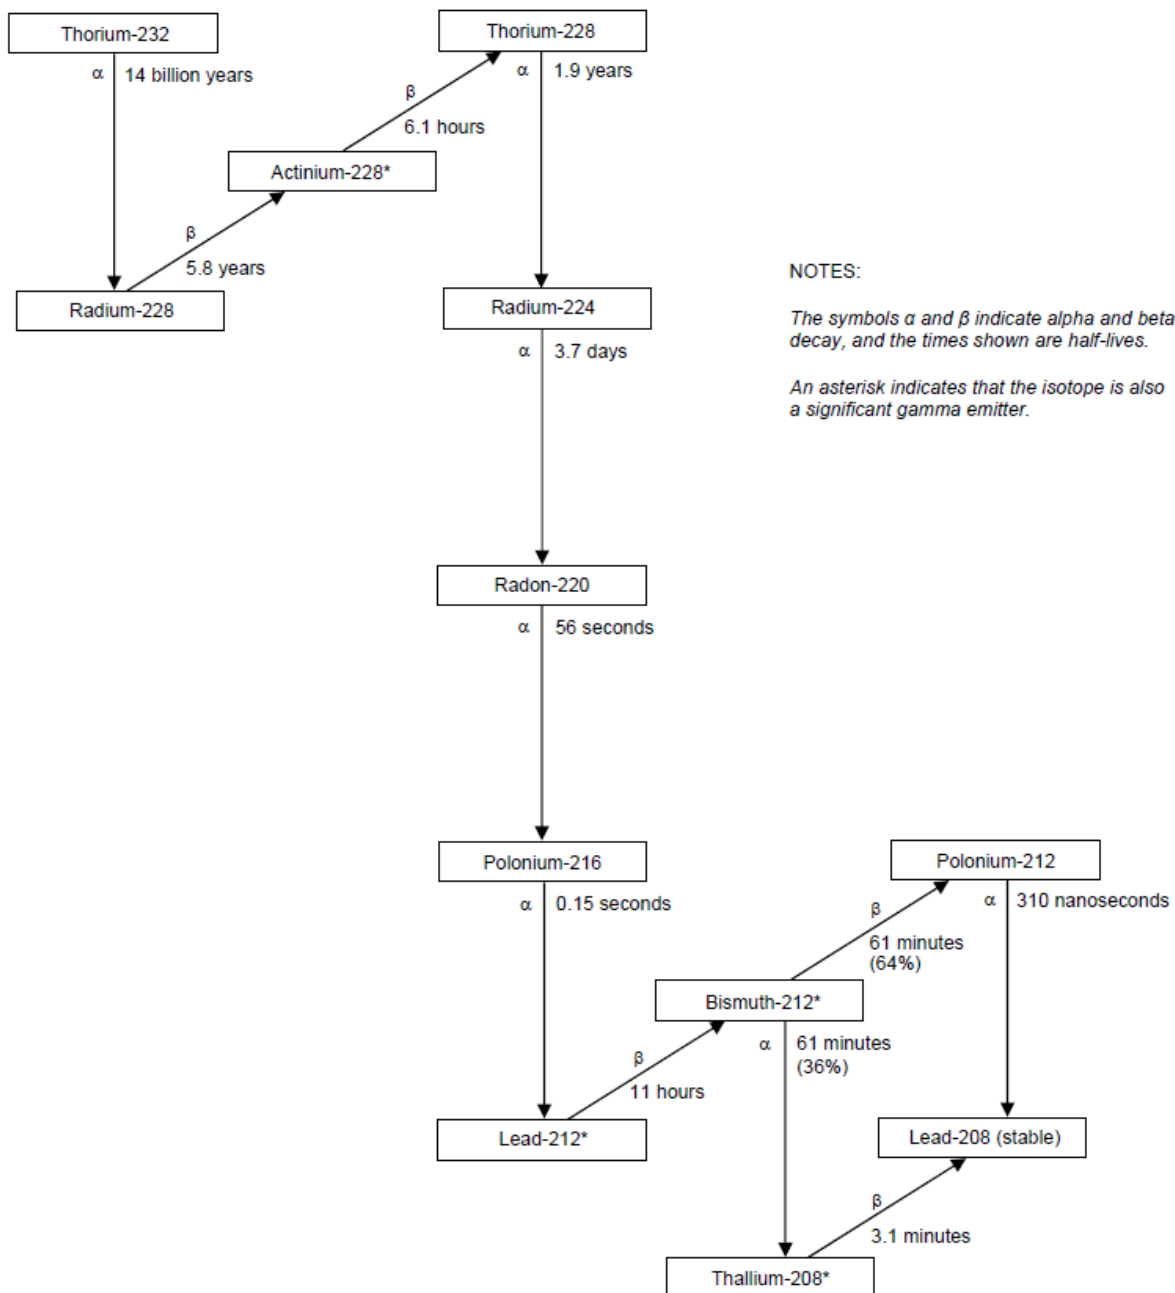 Thorium-232
Thorium-228
α 14 billion years
α 1.9 years
β
6.1 hours
Actinium-228*
β
5.8 years
Radium-228
Radium-224
α 3.7 days
NOTES:
The symbols α and β indicate alpha and beta
decay, and the times shown are half-lives.
An asterisk indicates that the isotope is also
a significant gamma emitter.
Radon-220
α 56 seconds
Polonium-216
α 0.15 seconds
Polonium-212
α 310 nanoseconds
β
61 minutes
(64%)
Bismuth-212*
α 61 minutes
(36%)
β
11 hours
Lead-212*
Lead-208 (stable)
β
3.1 minutes
Thallium-208*